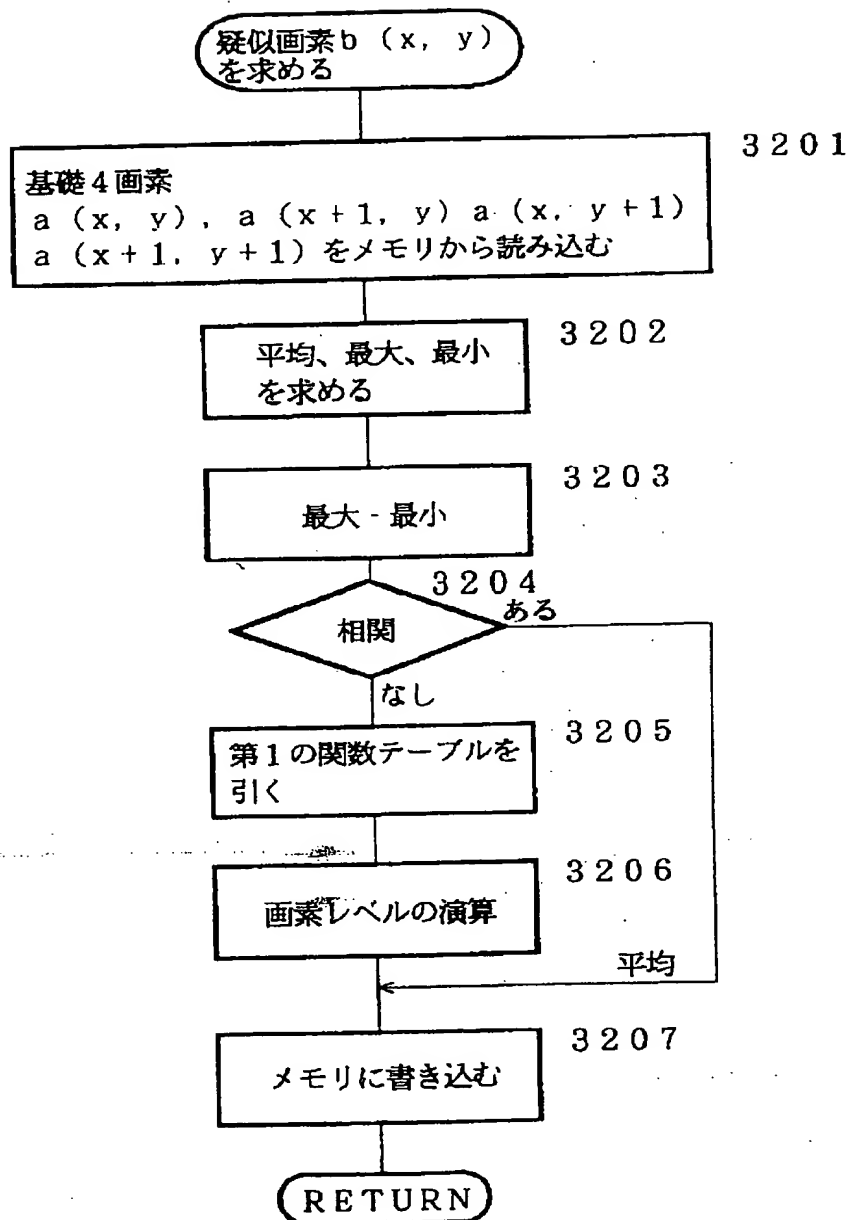 疑似画素b (x, y)
を求める
3201
基礎4画素
a (x, y), a (x+1, y) a (x, y+1)
a (x+1, y+1) をメモリから読み込む
3202
平均、最大、最小
を求める
3203
最大 - 最小
3204
ある
相関
なし
3205
第1の関数テーブルを
引く
3206
画素レベルの演算
平均
3207
メモリに書き込む
RETURN